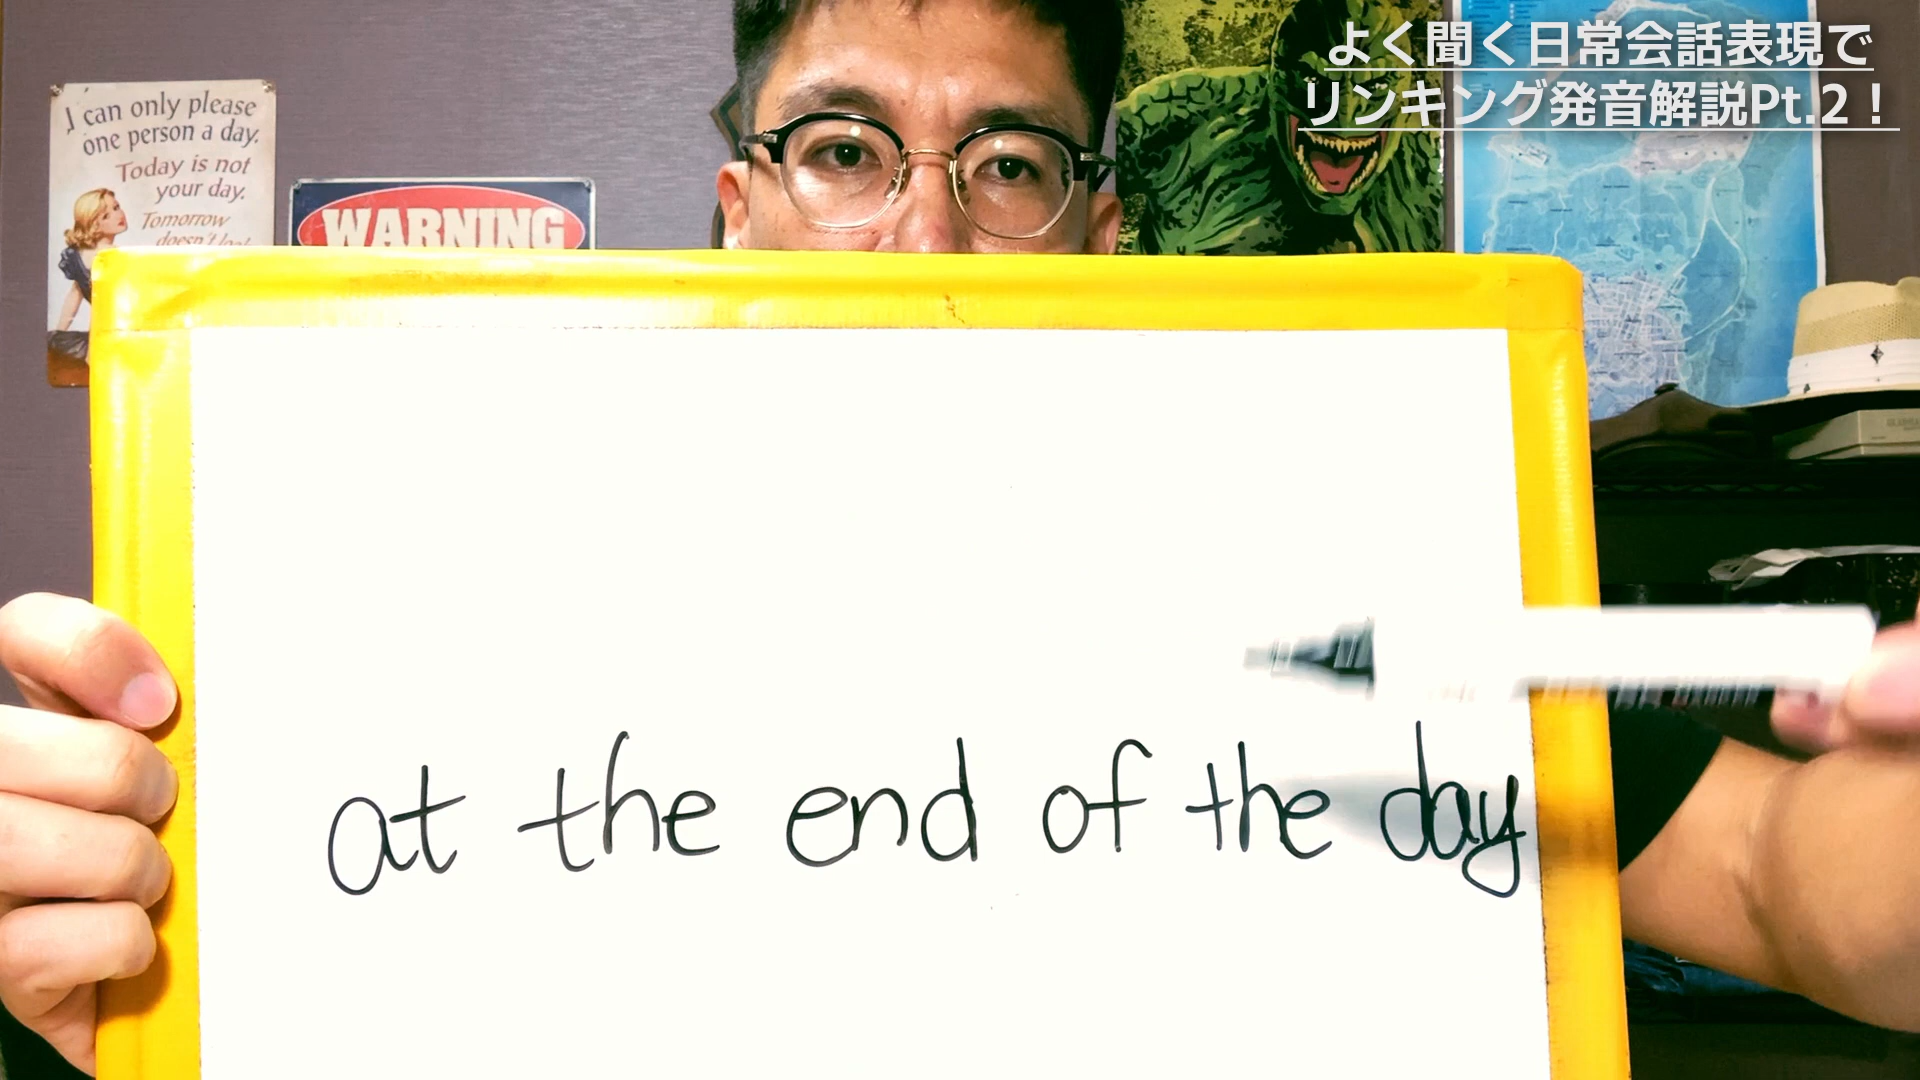 よく聞く日常会話表現で
リンキング発音解説Pt.2！
I can only please
one person a day.
Today is not
your day.
Tomorrow
WARNING
at the end of the day